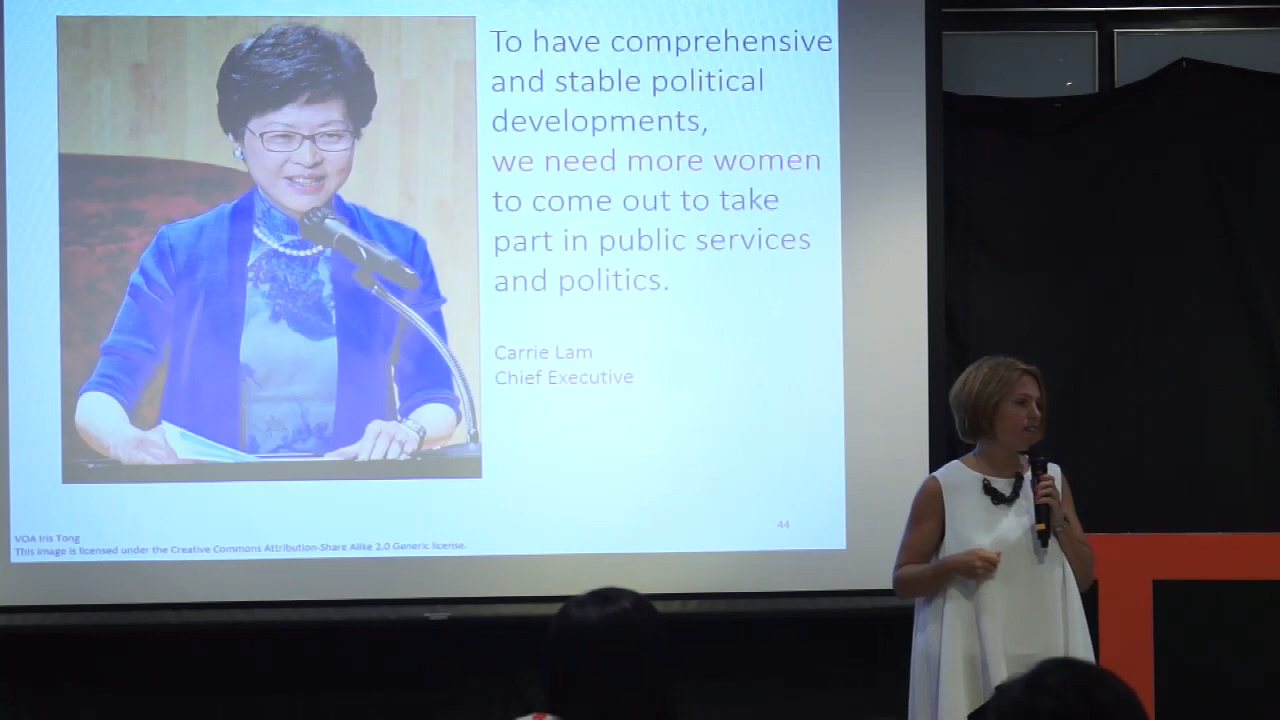 To have comprehensive
and stable political
developments,
we need more women
to come out to take
part in public services
and politics.
Carrie Lam
Chief Executive
44
VOA Iris Tong
This image is licensed under the Creative Commons Attribution-Share Alike 2.0 Generic license.